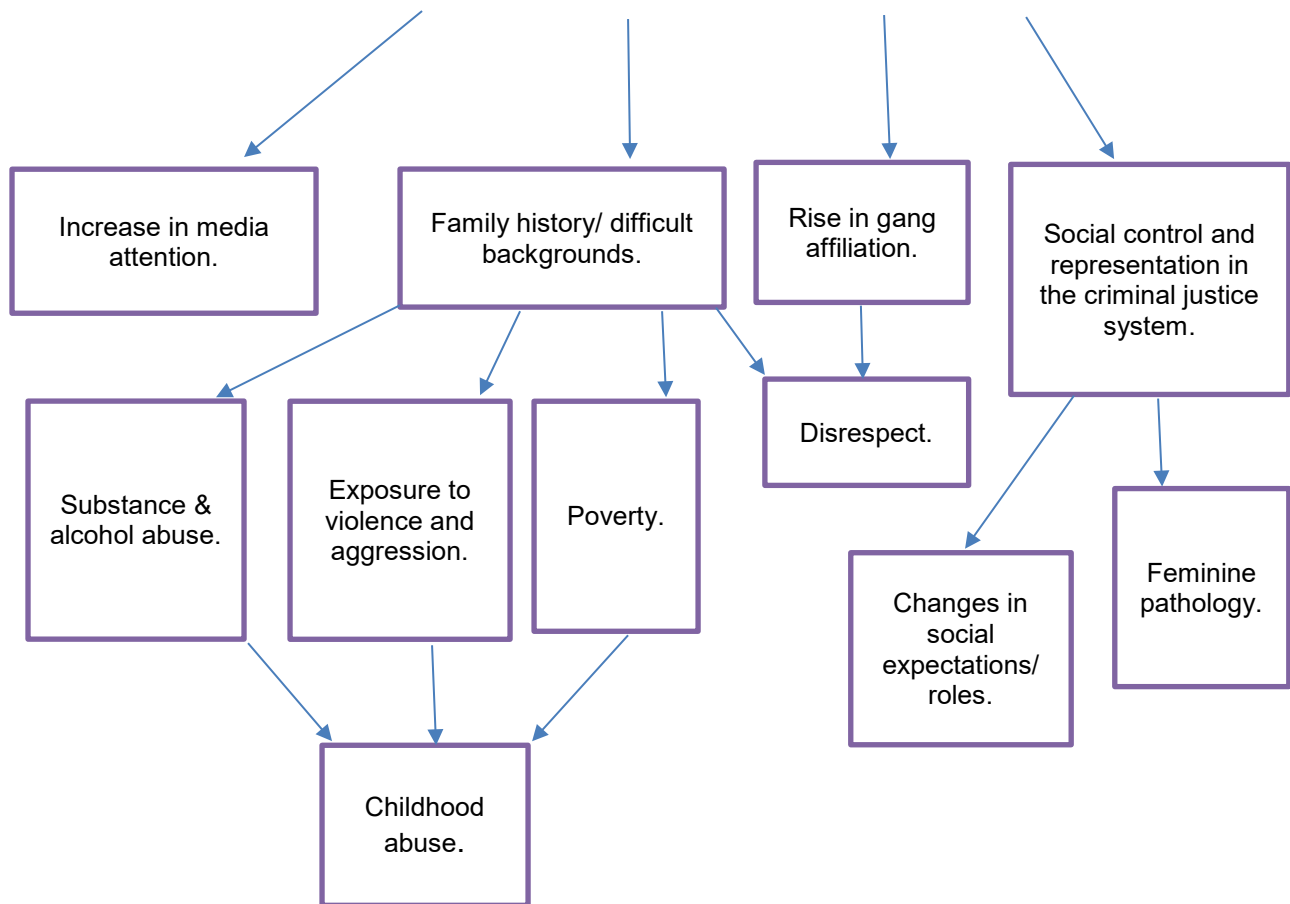 Increase in media
attention.
Family history/ difficult
backgrounds.
Rise in gang
affiliation.
Social control and
representation in
the criminal justice
system.
Substance &
alcohol abuse.
Exposure to
violence and
aggression.
Poverty.
Disrespect.
Changes in
social
expectations/
roles.
Feminine
pathology.
Childhood
abuse.